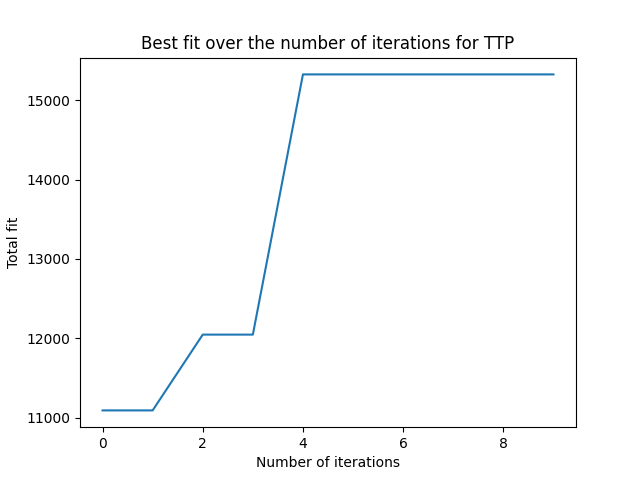 Best fit over the number of iterations for TTP
Total fit
15000
14000
13000
12000
11000
0 2 4 6 8
Number of iterations